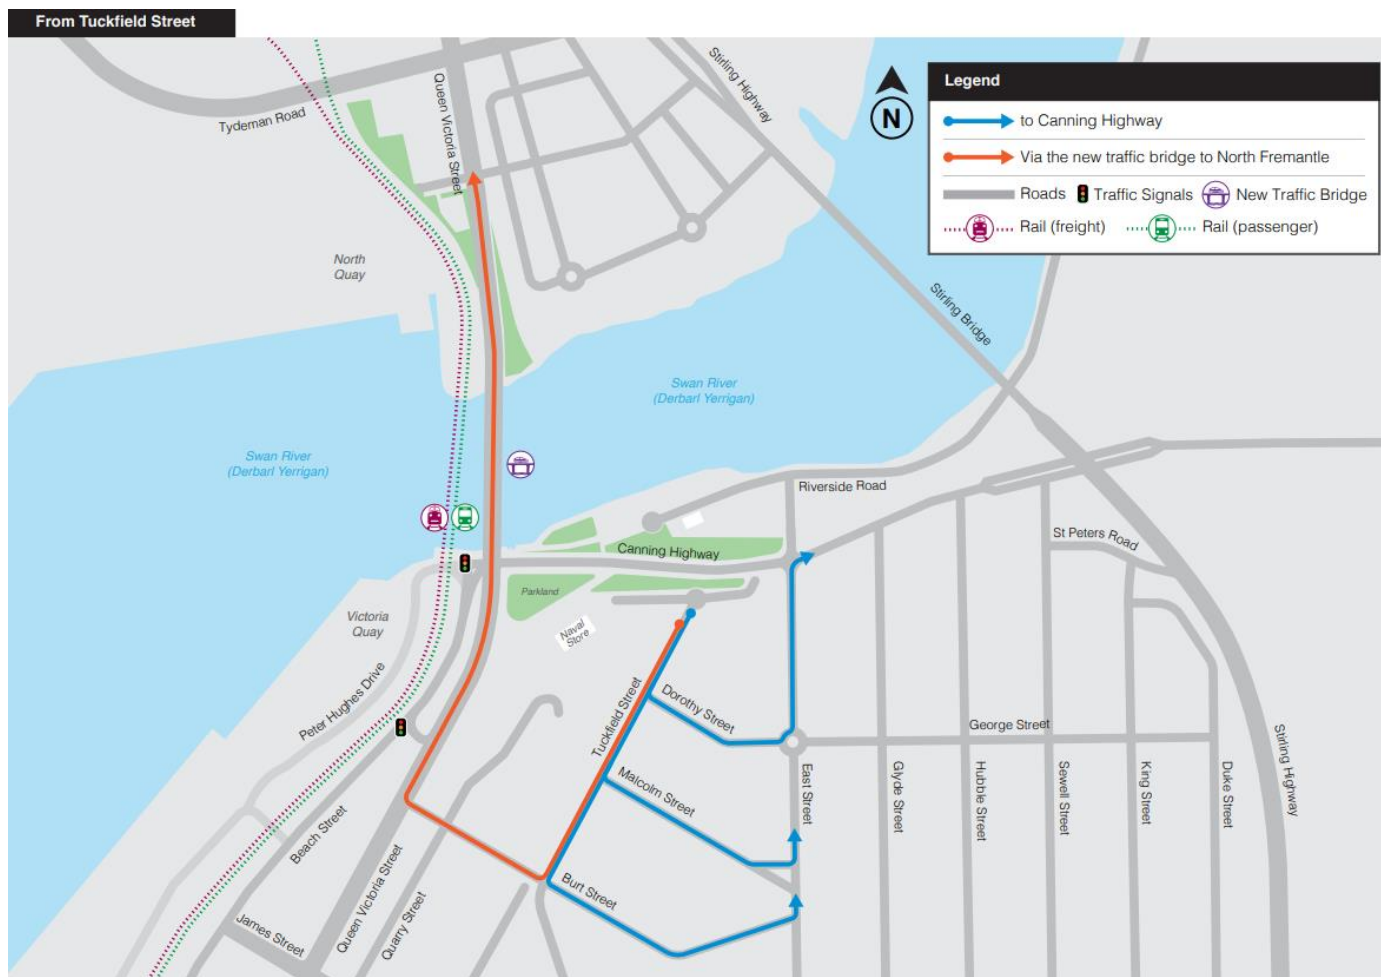 From Tuckfield Street
Legend
to Canning Highway
Via the new traffic bridge to North Fremantle
Roads
Traffic Signals
New Traffic Bridge
Rail (freight)
Rail (passenger)
N
Stirling Highway
Queen Victoria Street
Tydeman Road
North
Quay
Stirling Bridge
Swan River
(Derbarl Yerrigan)
Swan River
(Derbarl Yerrigan)
Riverside Road
St Peters Road
Canning Highway
Parkland
Naval
Store
Victoria
Quay
Peter Hughes Drive
Tuckfield Street
Dorothy Street
George Street
Malcolm Street
East Street
Glyde Street
Hubble Street
Sewell Street
King Street
Duke Street
Stirling Highway
Beach Street
Burt Street
Queen Victoria Street
Quarry Street
James Street